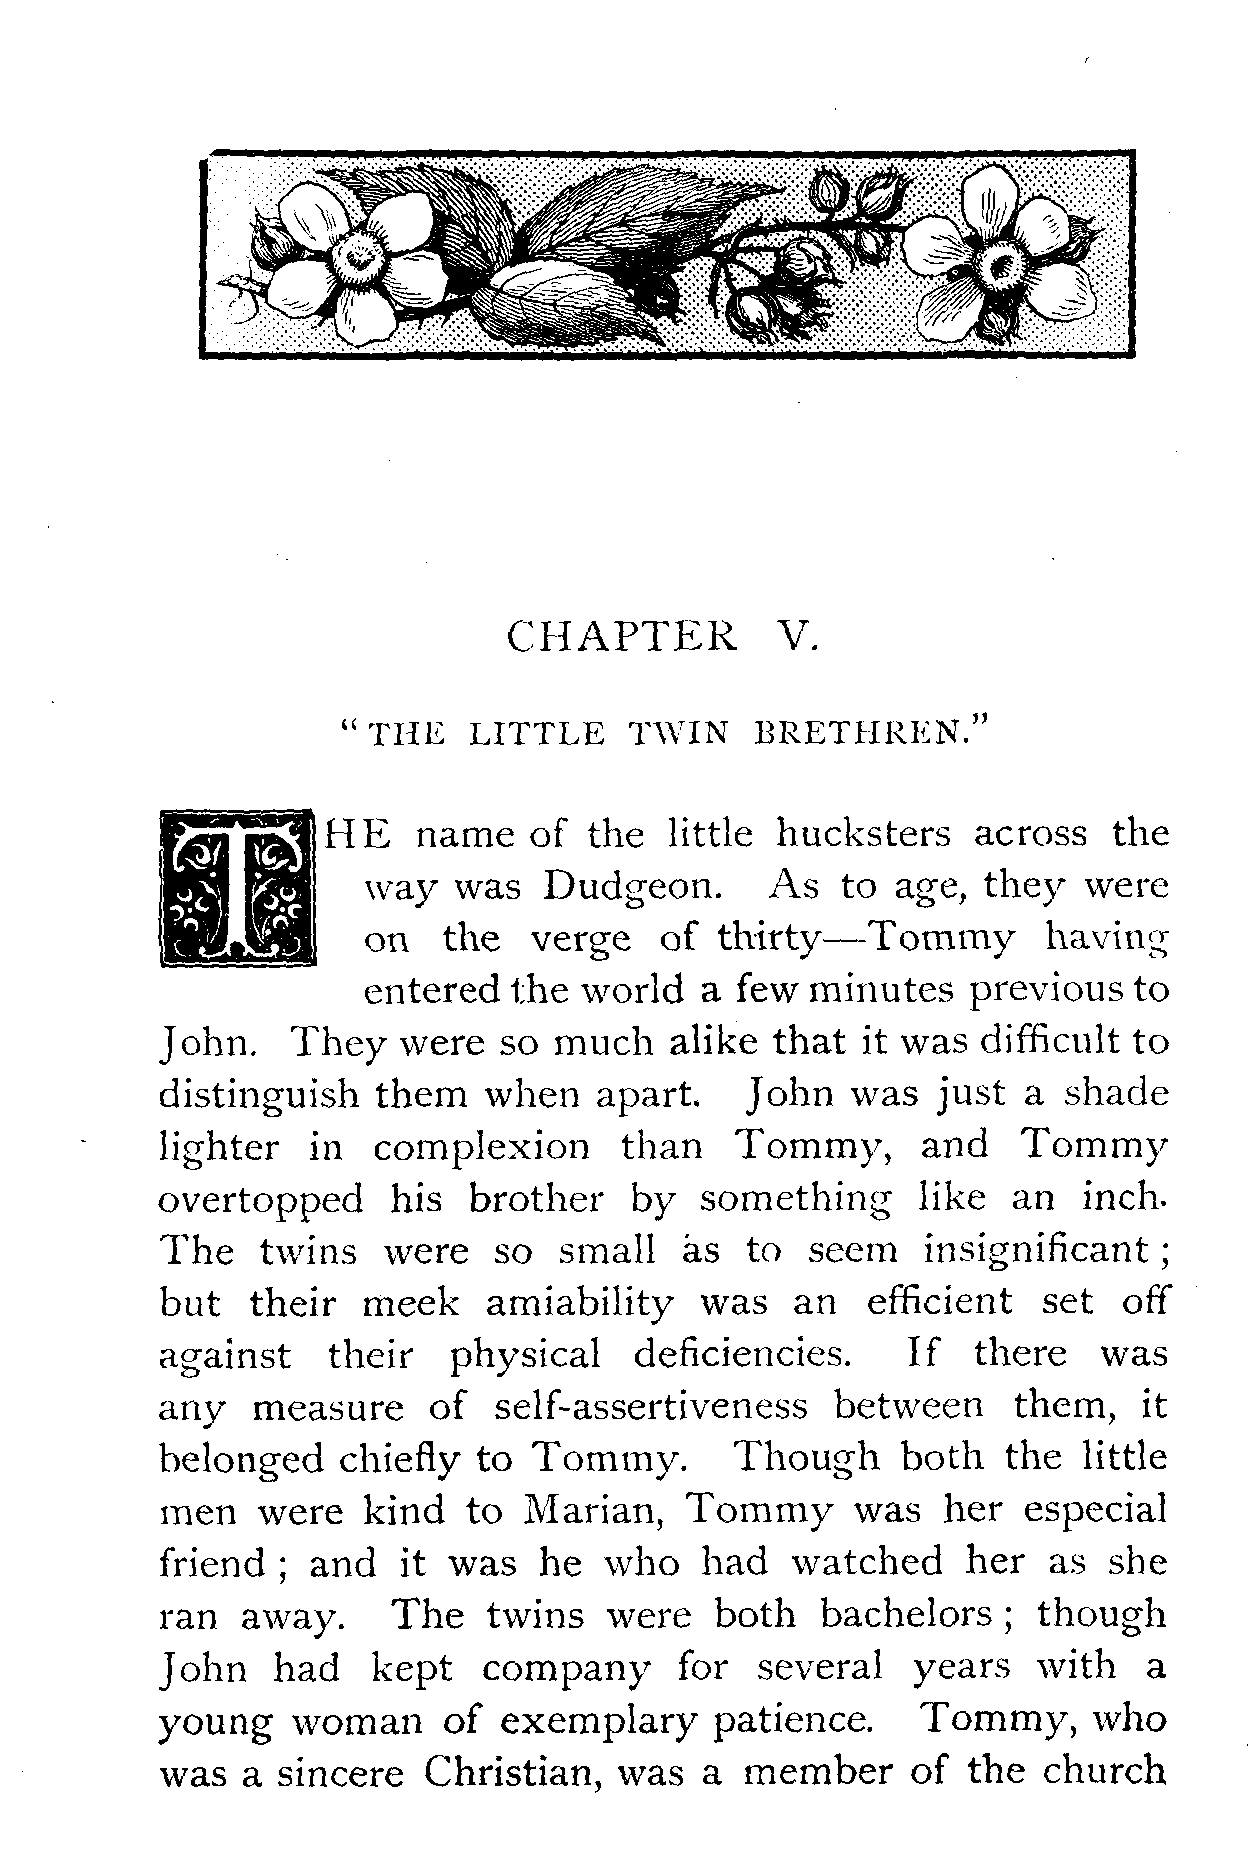 CHAPTER V.
"THE LITTLE TWIN BRETHREN."
THE name of the little hucksters across the
way was Dudgeon. As to age, they were
on the verge of thirty—Tommy having
entered the world a few minutes previous to
John. They were so much alike that it was difficult to
distinguish them when apart. John was just a shade
lighter in complexion than Tommy, and Tommy
overtopped his brother by something like an inch.
The twins were so small as to seem insignificant ;
but their meek amiability was an efficient set off
against their physical deficiencies. If there was
any measure of self-assertiveness between them, it
belonged chiefly to Tommy. Though both the little
men were kind to Marian, Tommy was her especial
friend ; and it was he who had watched her as she
ran away. The twins were both bachelors ; though
John had kept company for several years with a
young woman of exemplary patience. Tommy, who
was a sincere Christian, was a member of the church